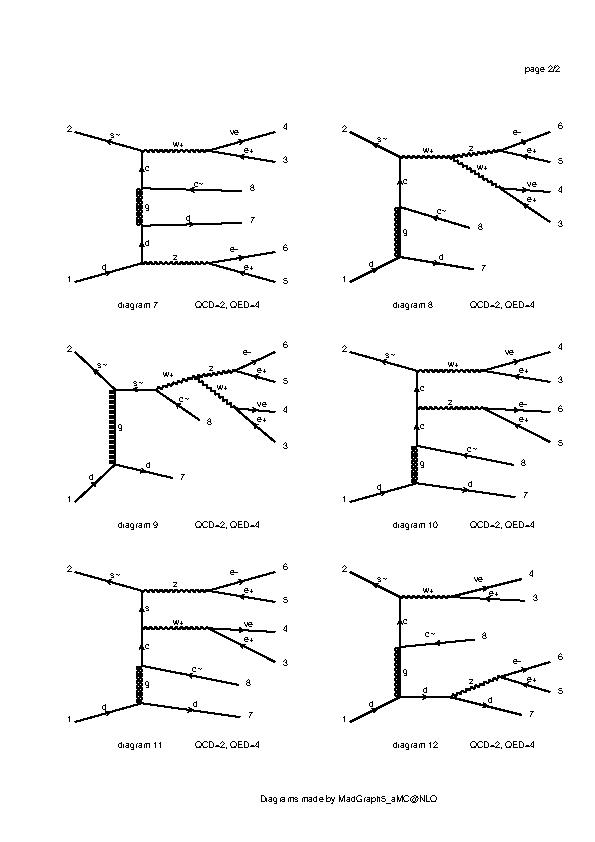 page 2/2
2 s~ w+ ve 4
e+ 3
c
c~ 8
g
d 7
d
e- 6
1 d z e+ 5
diagram 7 QCD=2, QED=4
2 s~ w+ z e- 6
e+ 5
w+ ve 4
e+ 3
c
c~ 8
g
1 d d 7
diagram 8 QCD=2, QED=4
2 s~ s~ w+ z e- 6
e+ 5
w+ ve 4
e+ 3
c~ 8
g
1 d d 7
diagram 9 QCD=2, QED=4
2 s~ w+ ve 4
e+ 3
c
z e- 6
e+ 5
c
c~ 8
g
1 d d 7
diagram 10 QCD=2, QED=4
2 s~ z e- 6
e+ 5
s
w+ ve 4
e+ 3
c
c~ 8
g
1 d d 7
diagram 11 QCD=2, QED=4
2 s~ w+ ve 4
e+ 3
c
c~ 8
g
z e- 6
e+ 5
1 d d d 7
diagram 12 QCD=2, QED=4
Diagrams made by MadGraph5_aMC@NLO